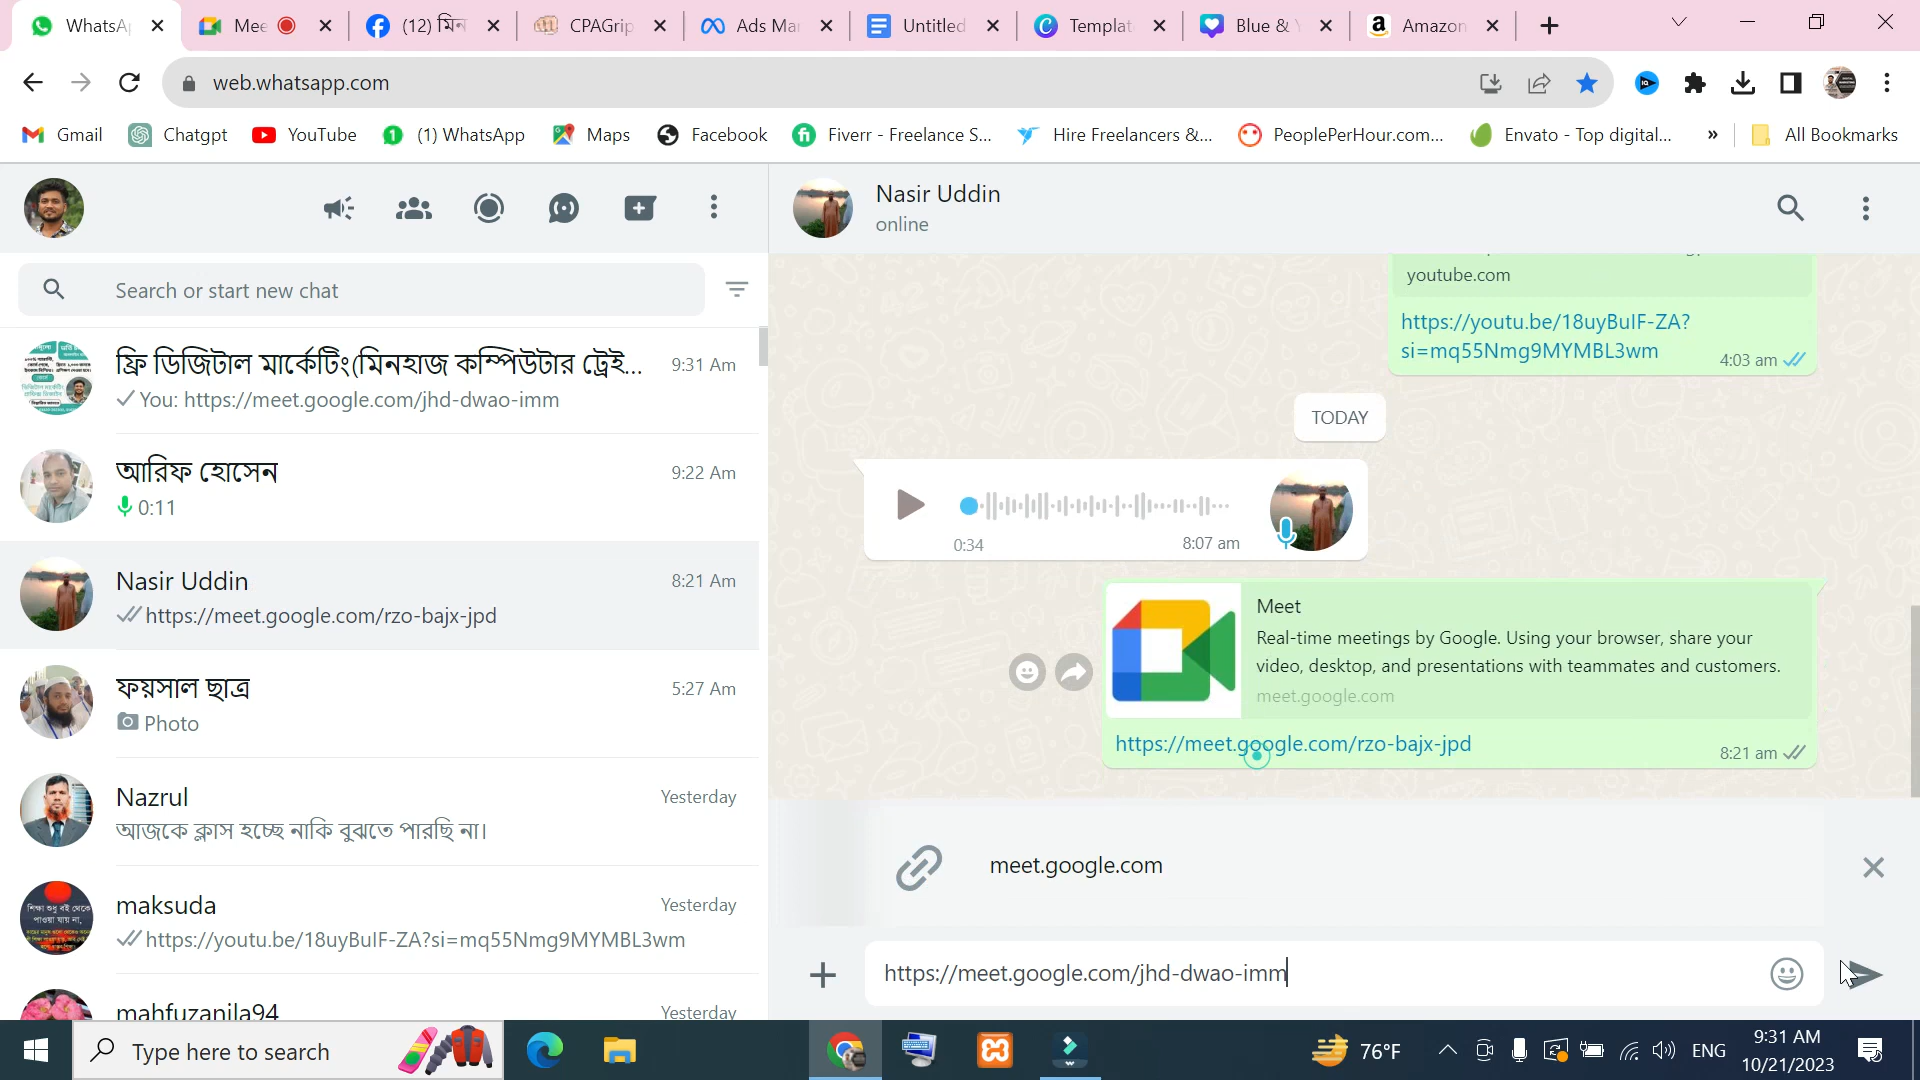 WhatsA
Mee
(12) মিন
CPAGrip
Ads Ma
Untitled
Templat
Blue & Y
Amazon
web.whatsapp.com
Gmail
Chatgpt
YouTube
(1) WhatsApp
Maps
Facebook
Fiverr - Freelance S...
Hire Freelancers &...
PeoplePerHour.com...
Envato - Top digital...
»
All Bookmarks
Search or start new chat
ফ্রি ডিজিটাল মার্কেটিং(মিনহাজ কম্পিউটার ট্রেই...
9:31 Am
You: https://meet.google.com/jhd-dwao-imm
আরিফ হোসেন
9:22 Am
0:11
Nasir Uddin
8:21 Am
https://meet.google.com/rzo-bajx-jpd
ফয়সাল ছাত্র
5:27 Am
Photo
Nazrul
Yesterday
আজকে ক্লাস হচ্ছে নাকি বুঝতে পারছি না।
maksuda
Yesterday
https://youtu.be/18uyBuIF-ZA?si=mq55Nmg9MYMBL3wm
mahfuzanila94
Yesterday
Nasir Uddin
online
youtube.com
https://youtu.be/18uyBuIF-ZA?
si=mq55Nmg9MYMBL3wm
4:03 am
TODAY
0:34
8:07 am
Meet
Real-time meetings by Google. Using your browser, share your
video, desktop, and presentations with teammates and customers.
meet.google.com
https://meet.google.com/rzo-bajx-jpd
8:21 am
meet.google.com
https://meet.google.com/jhd-dwao-imm
Type here to search
76°F
ENG
9:31 AM
10/21/2023